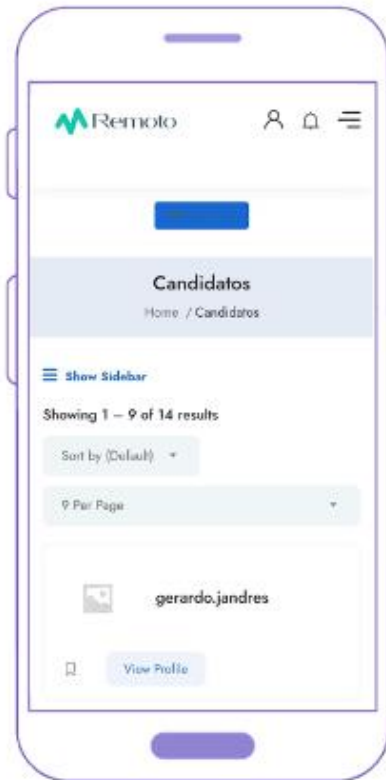 Remoto
Candidatos
Home / Candidatos
Show Sidebar
Showing 1 – 9 of 14 results
Sort by (Default)
9 Per Page
gerardo.jandres
View Profile